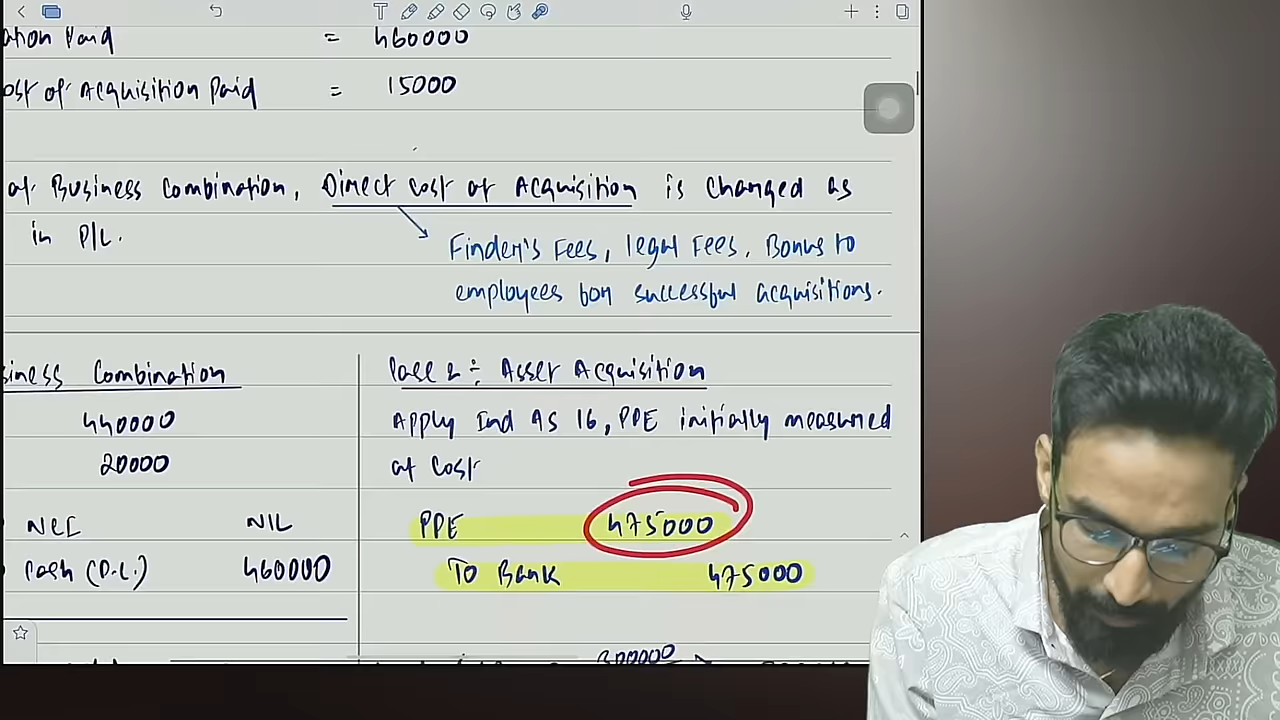 ation Paid = 460000
ost of Acquisition Paid = 15000
of Business Combination, Direct Cost of Acquisition is Charged as
in P/L.
Finder's Fees, legal Fees, Bonus to
employees for successful acquisitions.
siness Combination
440000
20000
NCI NIL
Cash (P.C.) 460000
Case 2 ÷ Asset Acquisition
Apply Ind AS 16, PPE initially measured
at Cost
PPE 475000
To Bank 475000
300000